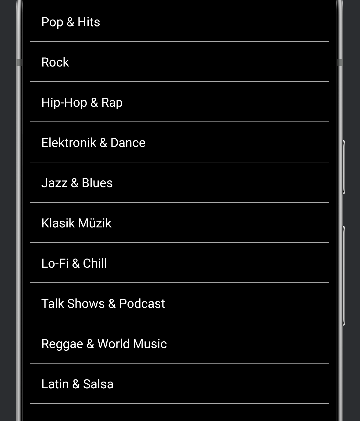 Pop & Hits
Rock
Hip-Hop & Rap
Elektronik & Dance
Jazz & Blues
Klasik Müzik
Lo-Fi & Chill
Talk Shows & Podcast
Reggae & World Music
Latin & Salsa